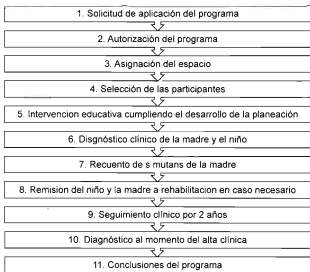 1. Solicitud de aplicación del programa
2. Autorización del programa
3. Asignación del espacio
4. Selección de las participantes
5. Intervencion educativa cumpliendo el desarrollo de la planeación
6. Disgnóstico clínico de la madre y el niño
7. Recuento de s mutans de la madre
8. Remision del niño y la madre a rehabilitacion en caso necesario
9. Seguimiento clínico por 2 años
10. Diagnóstico al momento del alta clínica
11. Conclusiones del programa